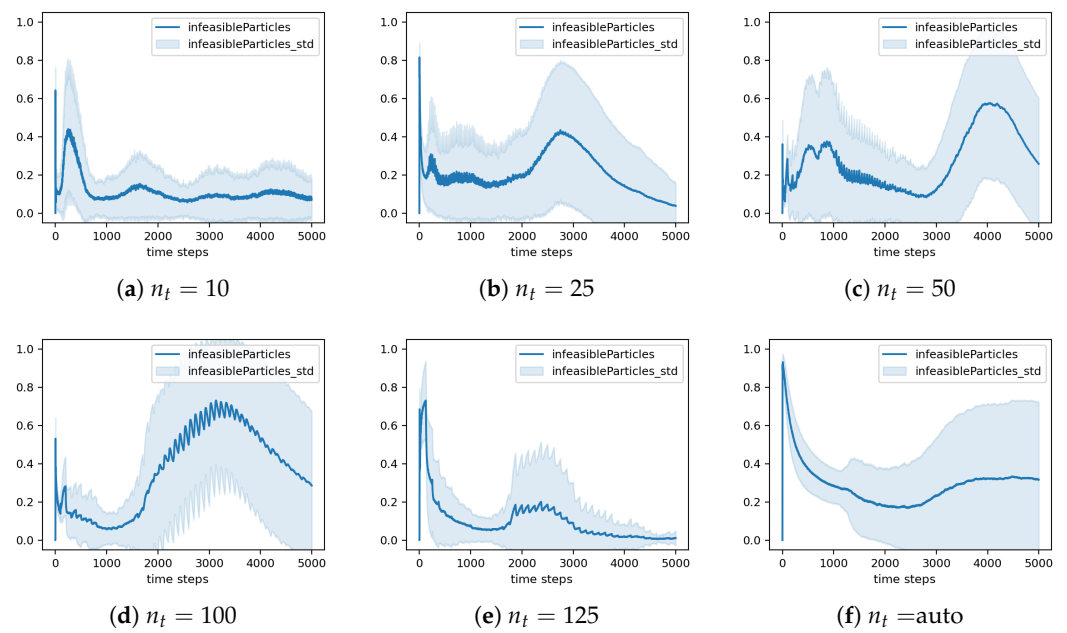 1.0
0.8
0.6
0.4
0.2
0.0
infeasibleParticles
infeasibleParticles_std
0 1000 2000 3000 4000 5000
time steps
(a) n_t = 10
1.0
0.8
0.6
0.4
0.2
0.0
infeasibleParticles
infeasibleParticles_std
0 1000 2000 3000 4000 5000
time steps
(b) n_t = 25
1.0
0.8
0.6
0.4
0.2
0.0
infeasibleParticles
infeasibleParticles_std
0 1000 2000 3000 4000 5000
time steps
(c) n_t = 50
1.0
0.8
0.6
0.4
0.2
0.0
infeasibleParticles
infeasibleParticles_std
0 1000 2000 3000 4000 5000
time steps
(d) n_t = 100
1.0
0.8
0.6
0.4
0.2
0.0
infeasibleParticles
infeasibleParticles_std
0 1000 2000 3000 4000 5000
time steps
(e) n_t = 125
1.0
0.8
0.6
0.4
0.2
0.0
infeasibleParticles
infeasibleParticles_std
0 1000 2000 3000 4000 5000
time steps
(f) n_t =auto